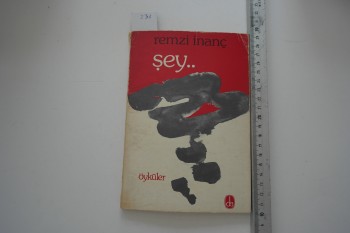 remzi inanç
şey..
öyküler